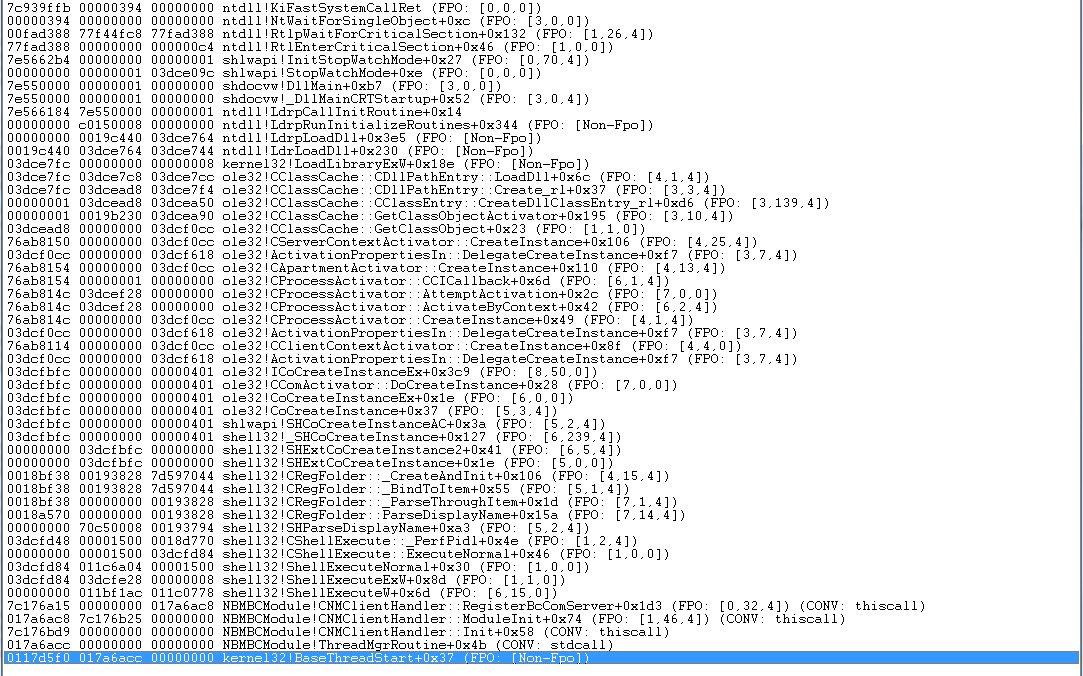 7c939ffb 00000394 00000000 ntdll!KiFastSystemCallRet (FPO: [0,0,0])
00000394 00000000 00000000 ntdll!NtWaitForSingleObject+0xc (FPO: [3,0,0])
00fad388 77f44fc8 77fad388 ntdll!RtlpWaitForCriticalSection+0x132 (FPO: [1,26,4])
77fad388 00000000 000000c4 ntdll!RtlEnterCriticalSection+0x46 (FPO: [1,0,0])
7e5662b4 00000000 00000001 shlwapi!InitStopWatchMode+0x27 (FPO: [0,70,4])
00000000 00000001 03dce09c shlwapi!StopWatchMode+0xe (FPO: [0,0,0])
7e550000 00000001 00000000 shdocvw!DllMain+0xb7 (FPO: [3,0,0])
7e550000 00000001 00000000 shdocvw!_DllMainCRTStartup+0x52 (FPO: [3,0,4])
7e566184 7e550000 00000001 ntdll!LdrpCallInitRoutine+0x14
00000000 c0150008 00000000 ntdll!LdrpRunInitializeRoutines+0x344 (FPO: [Non-Fpo])
00000000 0019c440 03dce764 ntdll!LdrpLoadDll+0x3e5 (FPO: [Non-Fpo])
0019c440 03dce764 03dce744 ntdll!LdrLoadDll+0x230 (FPO: [Non-Fpo])
03dce7fc 00000000 00000008 kernel32!LoadLibraryExW+0x18e (FPO: [Non-Fpo])
03dce7fc 03dce7c8 03dce7cc ole32!CClassCache::CDllPathEntry::LoadDll+0x6c (FPO: [4,1,4])
03dce7fc 03dcead8 03dce7f4 ole32!CClassCache::CDllPathEntry::Create_rl+0x37 (FPO: [3,3,4])
00000001 03dcead8 03dcea50 ole32!CClassCache::CClassEntry::CreateDllClassEntry_rl+0xd6 (FPO: [3,139,4])
00000001 0019b230 03dcea90 ole32!CClassCache::GetClassObjectActivator+0x195 (FPO: [3,10,4])
03dcead8 00000000 03dcf0cc ole32!CClassCache::GetClassObject+0x23 (FPO: [1,1,0])
76ab8150 00000000 03dcf0cc ole32!CServerContextActivator::CreateInstance+0x106 (FPO: [4,25,4])
03dcf0cc 00000000 03dcf618 ole32!ActivationPropertiesIn::DelegateCreateInstance+0xf7 (FPO: [3,7,4])
76ab8154 00000000 03dcf0cc ole32!CApartmentActivator::CreateInstance+0x110 (FPO: [4,13,4])
76ab8154 00000001 00000000 ole32!CProcessActivator::CCICallback+0x6d (FPO: [6,1,4])
76ab814c 03dcef28 00000000 ole32!CProcessActivator::AttemptActivation+0x2c (FPO: [7,0,0])
76ab814c 03dcef28 00000000 ole32!CProcessActivator::ActivateByContext+0x42 (FPO: [6,2,4])
76ab814c 00000000 03dcf0cc ole32!CProcessActivator::CreateInstance+0x49 (FPO: [4,1,4])
03dcf0cc 00000000 03dcf618 ole32!ActivationPropertiesIn::DelegateCreateInstance+0xf7 (FPO: [3,7,4])
76ab8114 00000000 03dcf0cc ole32!CClientContextActivator::CreateInstance+0x8f (FPO: [4,4,0])
03dcf0cc 00000000 03dcf618 ole32!ActivationPropertiesIn::DelegateCreateInstance+0xf7 (FPO: [3,7,4])
03dcfbfc 00000000 00000401 ole32!ICoCreateInstanceEx+0x3c9 (FPO: [8,50,0])
03dcfbfc 00000000 00000401 ole32!CComActivator::DoCreateInstance+0x28 (FPO: [7,0,0])
03dcfbfc 00000000 00000401 ole32!CoCreateInstanceEx+0x1e (FPO: [6,0,0])
03dcfbfc 00000000 00000401 ole32!CoCreateInstance+0x37 (FPO: [5,3,4])
03dcfbfc 00000000 00000401 shlwapi!SHCoCreateInstanceAC+0x3a (FPO: [5,2,4])
03dcfbfc 00000000 00000401 shell32!_SHCoCreateInstance+0x127 (FPO: [6,239,4])
00000000 03dcfbfc 00000000 shell32!SHExtCoCreateInstance2+0x41 (FPO: [6,5,4])
00000000 03dcfbfc 00000000 shell32!SHExtCoCreateInstance+0x1e (FPO: [5,0,0])
0018bf38 00193828 7d597044 shell32!CRegFolder::_CreateAndInit+0x106 (FPO: [4,15,4])
0018bf38 00193828 7d597044 shell32!CRegFolder::_BindToItem+0x55 (FPO: [5,1,4])
0018bf38 00000000 00193828 shell32!CRegFolder::_ParseThroughItem+0x1d (FPO: [7,1,4])
0018a570 00000000 00193828 shell32!CRegFolder::ParseDisplayName+0x15a (FPO: [7,14,4])
00000000 70c50008 00193794 shell32!SHParseDisplayName+0xa3 (FPO: [5,2,4])
03dcfd48 00001500 0018d770 shell32!CShellExecute::_PerfPidl+0x4e (FPO: [1,2,4])
00000000 00001500 03dcfd84 shell32!CShellExecute::ExecuteNormal+0x46 (FPO: [1,0,0])
03dcfd84 011c6a04 00001500 shell32!ShellExecuteNormal+0x30 (FPO: [1,0,0])
03dcfd84 03dcfe28 00000008 shell32!ShellExecuteExW+0x8d (FPO: [1,1,0])
00000000 011bf1ac 011c0778 shell32!ShellExecuteW+0x6d (FPO: [6,15,0])
7c176a15 00000000 017a6ac8 NBMBCModule!CNMClientHandler::RegisterBcComServer+0x1d3 (FPO: [0,32,4]) (CONV: thiscall)
017a6ac8 7c176b25 00000000 NBMBCModule!CNMClientHandler::ModuleInit+0x74 (FPO: [1,46,4]) (CONV: thiscall)
7c176bd9 00000000 00000000 NBMBCModule!CNMClientHandler::Init+0x58 (CONV: thiscall)
017a6acc 00000000 00000000 NBMBCModule!ThreadMgrRoutine+0x4b (CONV: stdcall)
0117d5f0 017a6acc 00000000 kernel32!BaseThreadStart+0x37 (FPO: [Non-Fpo])